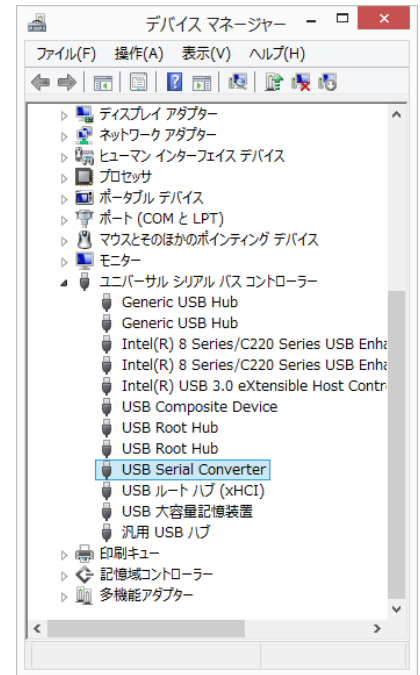 デバイス マネージャー
ファイル(F) 操作(A) 表示(V) ヘルプ(H)
ディスプレイ アダプター
ネットワーク アダプター
ヒューマン インターフェイス デバイス
プロセッサ
ポータブル デバイス
ポート (COM と LPT)
マウスとそのほかのポインティング デバイス
モニター
ユニバーサル シリアル バス コントローラー
Generic USB Hub
Generic USB Hub
Intel(R) 8 Series/C220 Series USB Enha
Intel(R) 8 Series/C220 Series USB Enha
Intel(R) USB 3.0 eXtensible Host Contr
USB Composite Device
USB Root Hub
USB Root Hub
USB Serial Converter
USB ルート ハブ (xHCI)
USB 大容量記憶装置
汎用 USB ハブ
印刷キュー
記憶域コントローラー
多機能アダプター